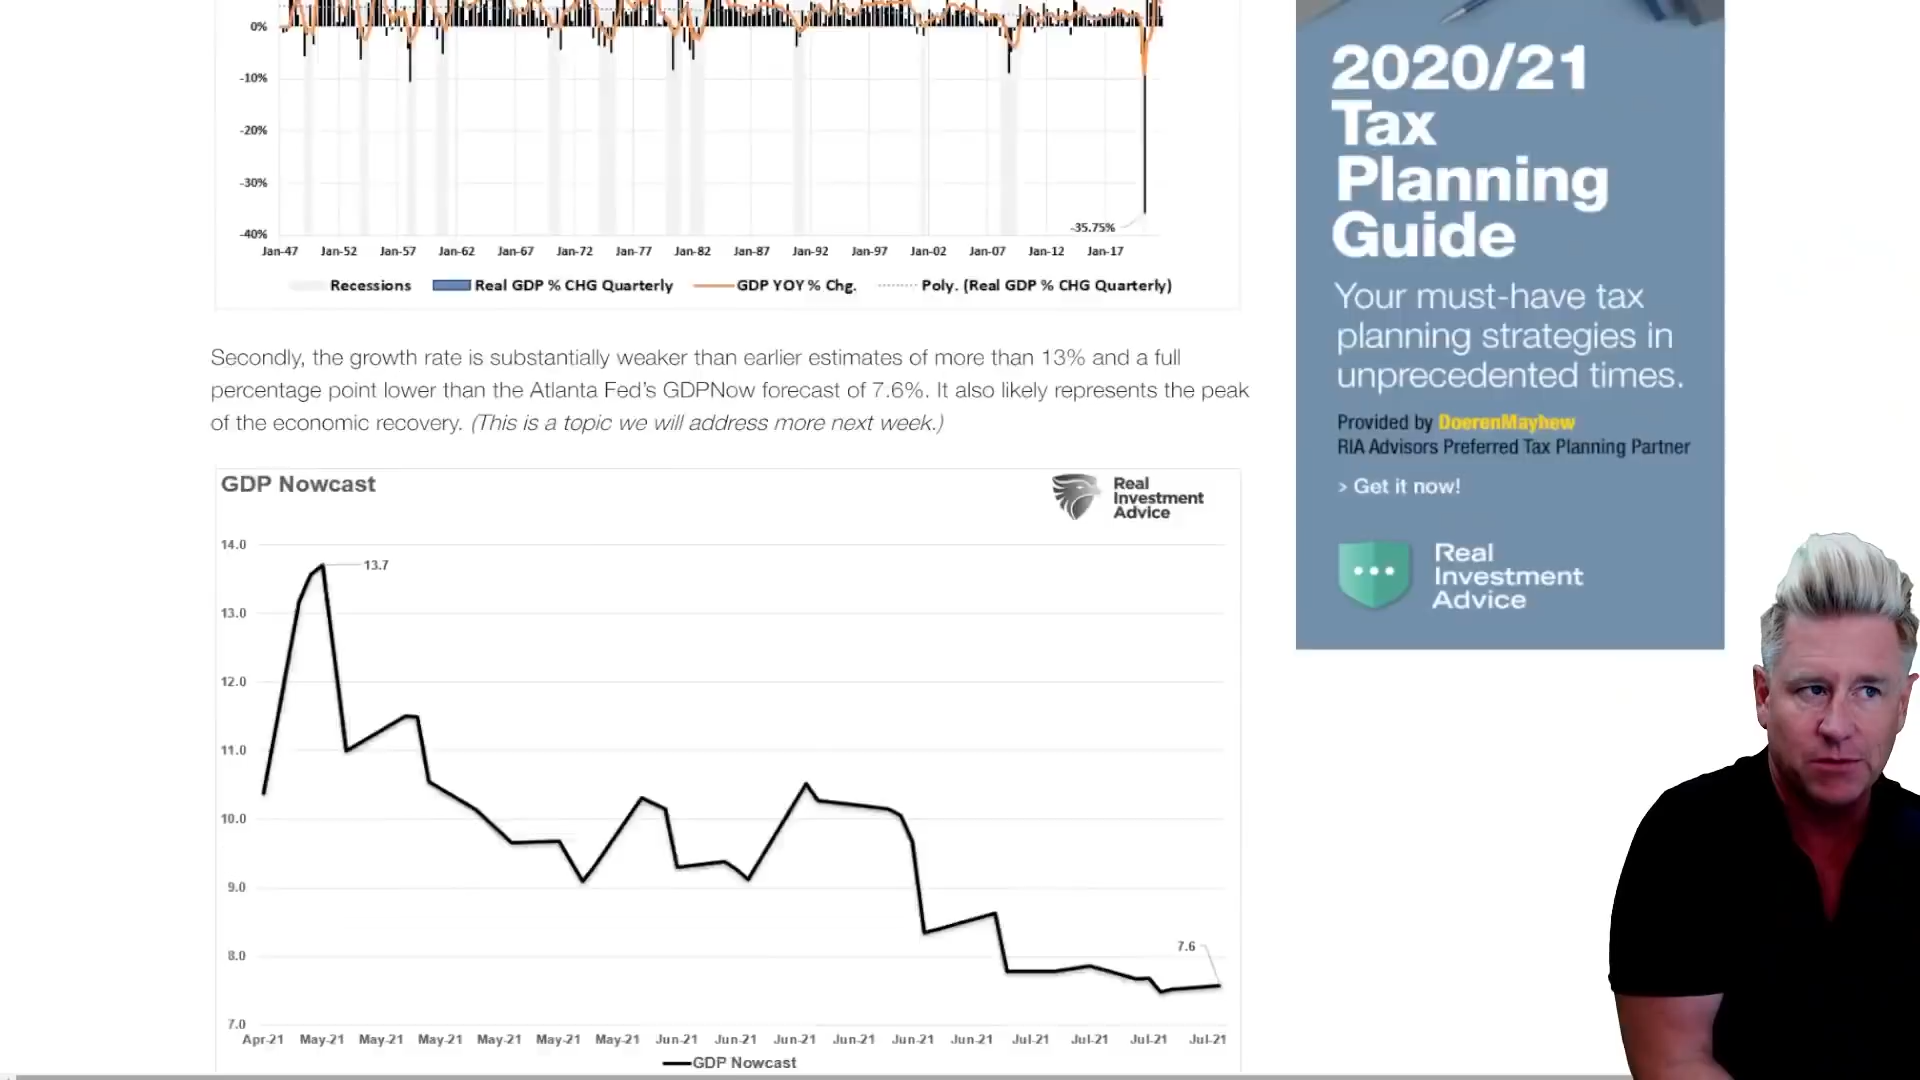 0%
-10%
-20%
-30%
-40%
-35.75%
Jan-47 Jan-52 Jan-57 Jan-62 Jan-67 Jan-72 Jan-77 Jan-82 Jan-87 Jan-92 Jan-97 Jan-02 Jan-07 Jan-12 Jan-17
Recessions Real GDP % CHG Quarterly GDP YOY % Chg. Poly. (Real GDP % CHG Quarterly)
Secondly, the growth rate is substantially weaker than earlier estimates of more than 13% and a full
percentage point lower than the Atlanta Fed's GDPNow forecast of 7.6%. It also likely represents the peak
of the economic recovery. (This is a topic we will address more next week.)
GDP Nowcast
Real
Investment
Advice
14.0
13.7
13.0
12.0
11.0
10.0
9.0
8.0
7.6
7.0
Apr-21 May-21 May-21 May-21 May-21 May-21 May-21 Jun-21 Jun-21 Jun-21 Jun-21 Jun-21 Jun-21 Jul-21 Jul-21 Jul-21 Jul-21
GDP Nowcast
2020/21
Tax
Planning
Guide
Your must-have tax
planning strategies in
unprecedented times.
Provided by DoerenMayhew
RIA Advisors Preferred Tax Planning Partner
> Get it now!
Real
Investment
Advice